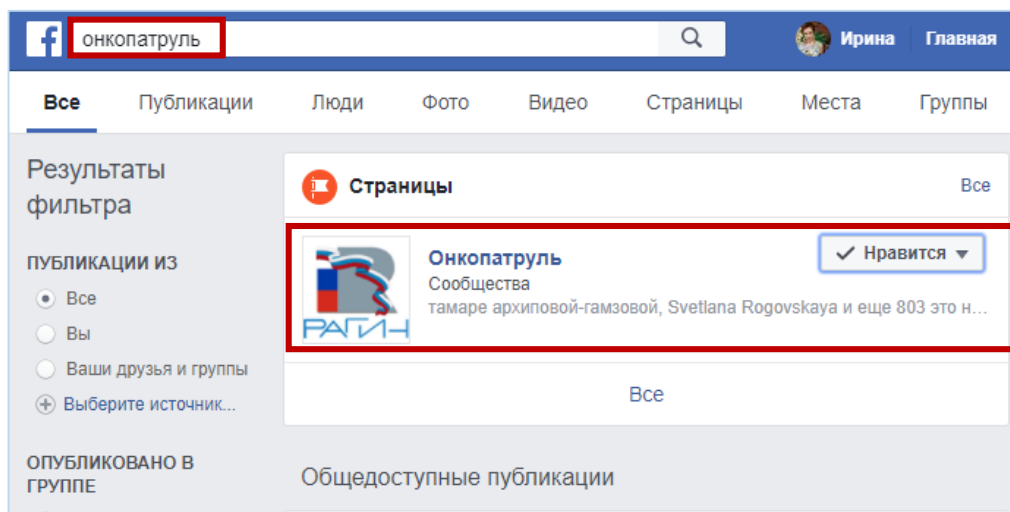 онкопатруль
Ирина Главная
Все Публикации Люди Фото Видео Страницы Места Группы
Результаты
фильтра
ПУБЛИКАЦИИ ИЗ
Все
Вы
Ваши друзья и группы
Выберите источник...
ОПУБЛИКОВАНО В
ГРУППЕ
Страницы Все
РАГИН
Онкопатруль
Сообщества
тамаре архиповой-гамзовой, Svetlana Rogovskaya и еще 803 это н...
Нравится
Все
Общедоступные публикации